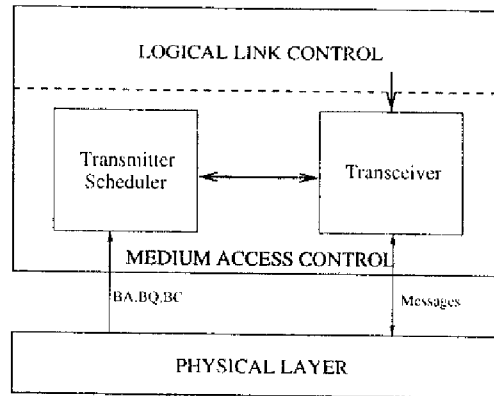 LOGICAL LINK CONTROL
Transmitter
Scheduler
Transceiver
MEDIUM ACCESS CONTROL
BA,BQ,BC
Messages
PHYSICAL LAYER